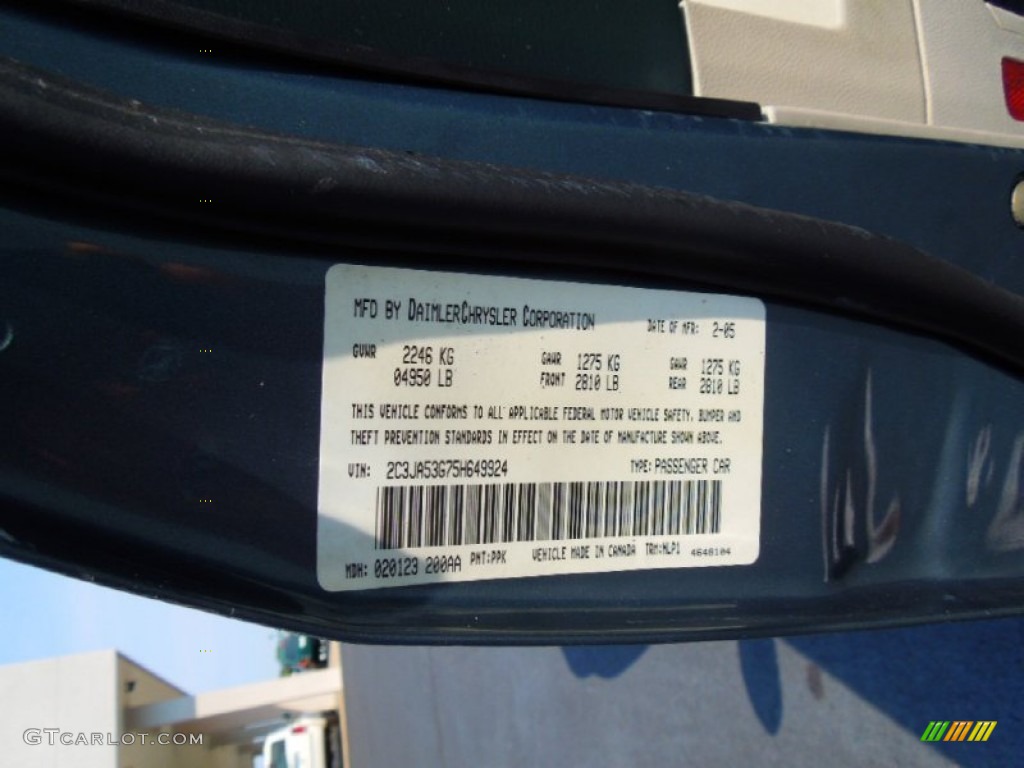 MFD BY DAIMLERCHRYSLER CORPORATION DATE OF MFR: 2-05
GVWR 2246 KG GAWR 1275 KG GAWR 1275 KG
04950 LB FRONT 2810 LB REAR 2810 LB
THIS VEHICLE CONFORMS TO ALL APPLICABLE FEDERAL MOTOR VEHICLE SAFETY, BUMPER AND
THEFT PREVENTION STANDARDS IN EFFECT ON THE DATE OF MANUFACTURE SHOWN ABOVE.
VIN: 2C3JA53G75H649924 TYPE: PASSENGER CAR
MDH: 020123 200AA PNT: PPK VEHICLE MADE IN CANADA TRM: NLP1 4648104
GTCARLOT.COM